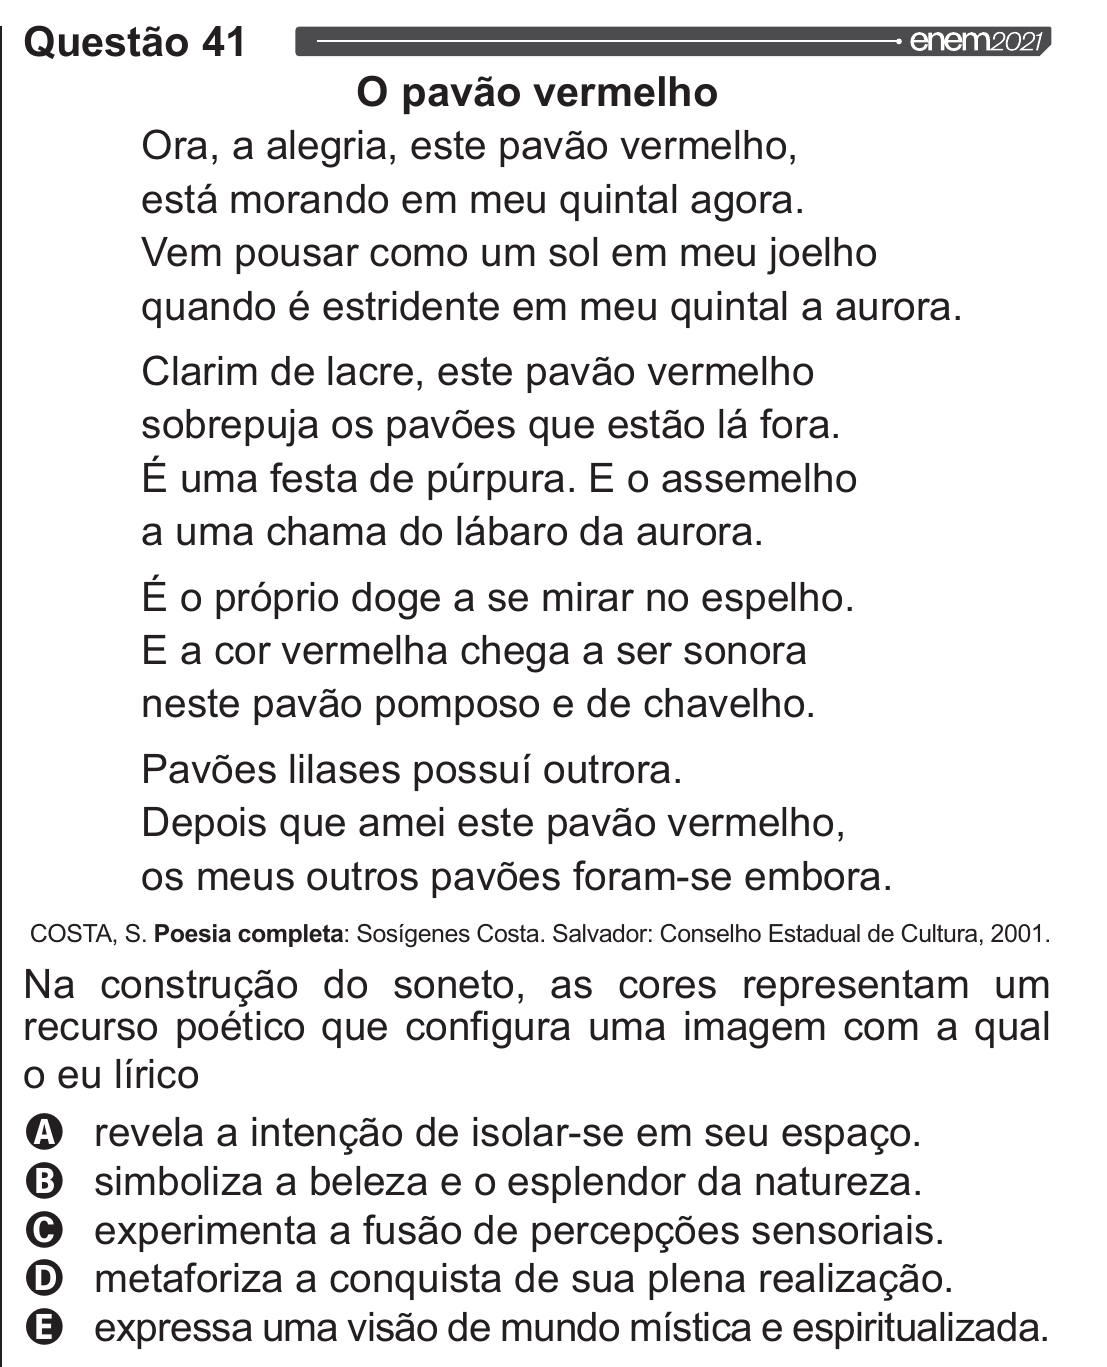 Questão 41
enem2021
O pavão vermelho
Ora, a alegria, este pavão vermelho,
está morando em meu quintal agora.
Vem pousar como um sol em meu joelho
quando é estridente em meu quintal a aurora.
Clarim de lacre, este pavão vermelho
sobrepuja os pavões que estão lá fora.
É uma festa de púrpura. E o assemelho
a uma chama do lábaro da aurora.
É o próprio doge a se mirar no espelho.
E a cor vermelha chega a ser sonora
neste pavão pomposo e de chavelho.
Pavões lilases possuí outrora.
Depois que amei este pavão vermelho,
os meus outros pavões foram-se embora.
COSTA, S. Poesia completa: Sosígenes Costa. Salvador: Conselho Estadual de Cultura, 2001.
Na construção do soneto, as cores representam um
recurso poético que configura uma imagem com a qual
o eu lírico
A revela a intenção de isolar-se em seu espaço.
B simboliza a beleza e o esplendor da natureza.
C experimenta a fusão de percepções sensoriais.
D metaforiza a conquista de sua plena realização.
E expressa uma visão de mundo mística e espiritualizada.